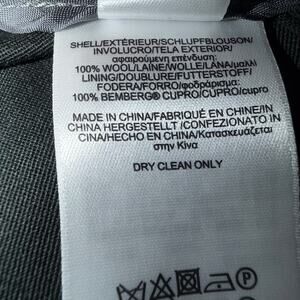 SHELL/EXTÉRIEUR/SCHLUPFBLOUSON/
INVOLUCRO/TELA EXTERIOR/
αφαιρούμενη επένδυση:
100% WOOL/LAINE/WOLLE/LANA/μαλλί
LINING/DOUBLURE/FUTTERSTOFF/
FODERA/FORRO/φοδράρισμα:
100% BEMBERG® CUPRO/CUPRO/cupro
MADE IN CHINA/FABRIQUÉ EN CHINE/IN
CHINA HERGESTELLT /CONFEZIONATO IN
CINA/HECHO EN CHINA/Κατασκευάζεται
στην Κίνα
DRY CLEAN ONLY
P